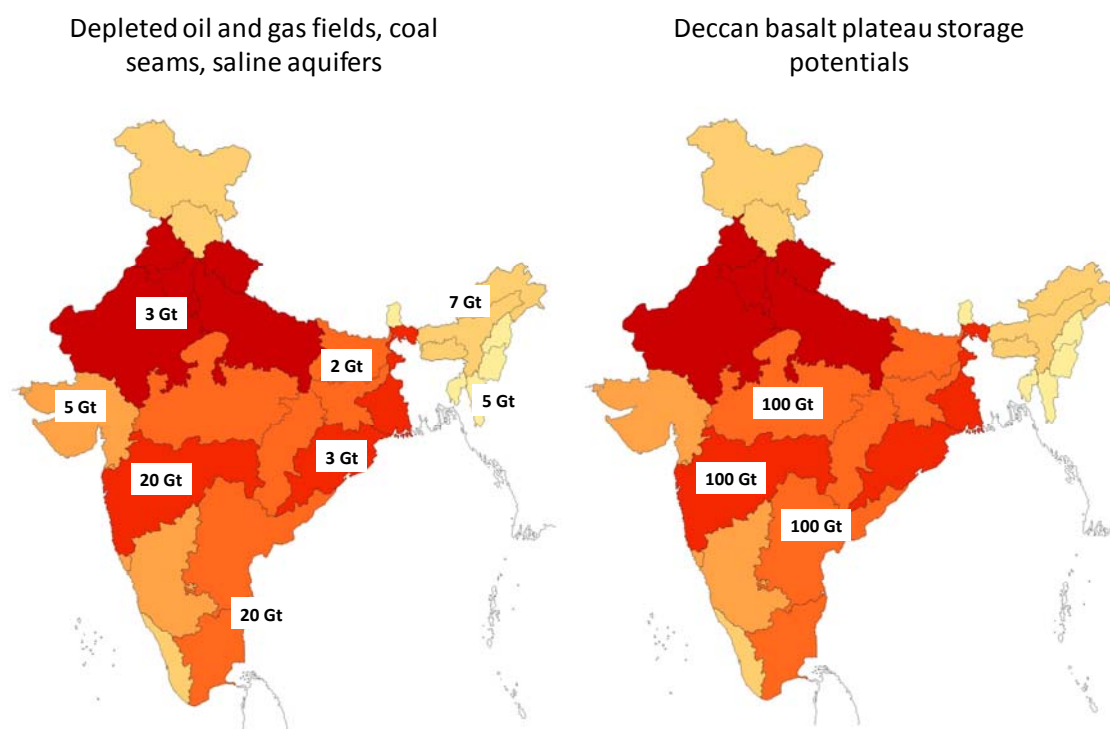 Depleted oil and gas fields, coal
seams, saline aquifers
Deccan basalt plateau storage
potentials
7 Gt
3 Gt
2 Gt
5 Gt
5 Gt
3 Gt
20 Gt
20 Gt
100 Gt
100 Gt
100 Gt